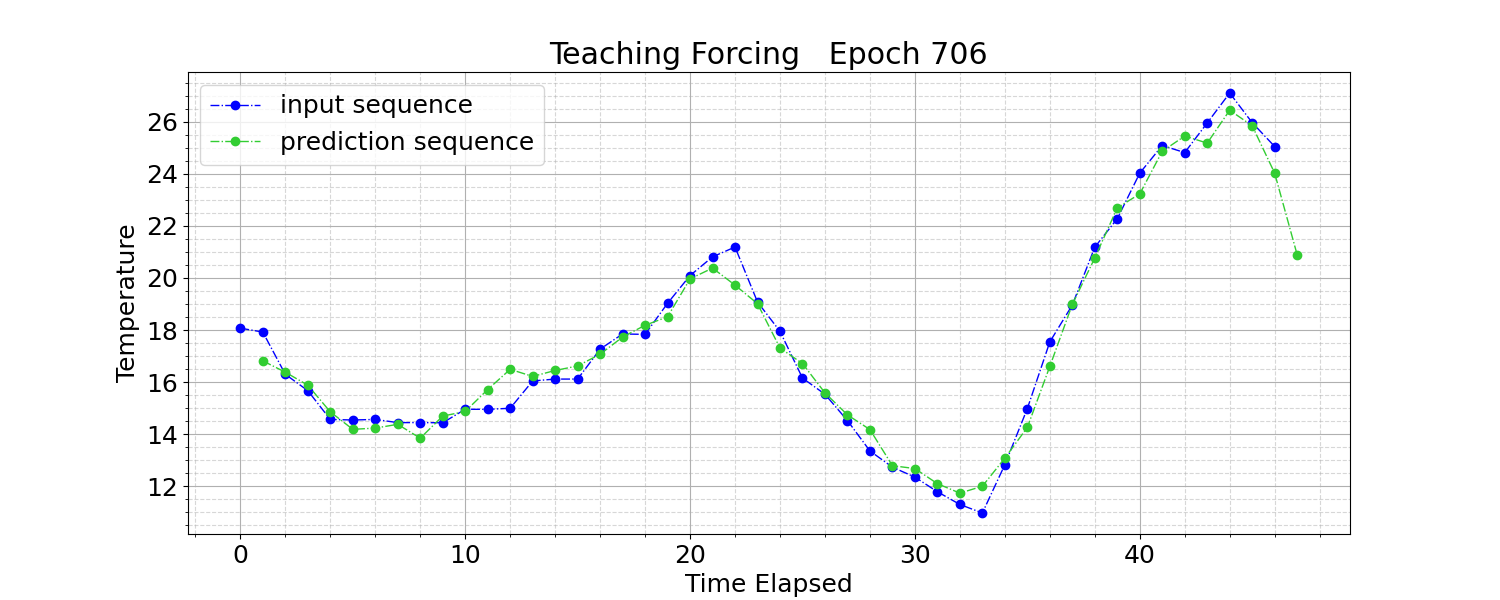 Teaching Forcing   Epoch 706
input sequence
prediction sequence
26
24
22
20
18
16
14
12
Temperature
0 10 20 30 40
Time Elapsed